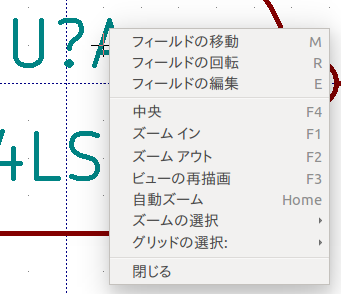 U?A
フィールドの移動 M
フィールドの回転 R
フィールドの編集 E
中央 F4
ズーム イン F1
ズーム アウト F2
4LS
ビューの再描画 F3
自動ズーム Home
ズームの選択
グリッドの選択:
閉じる